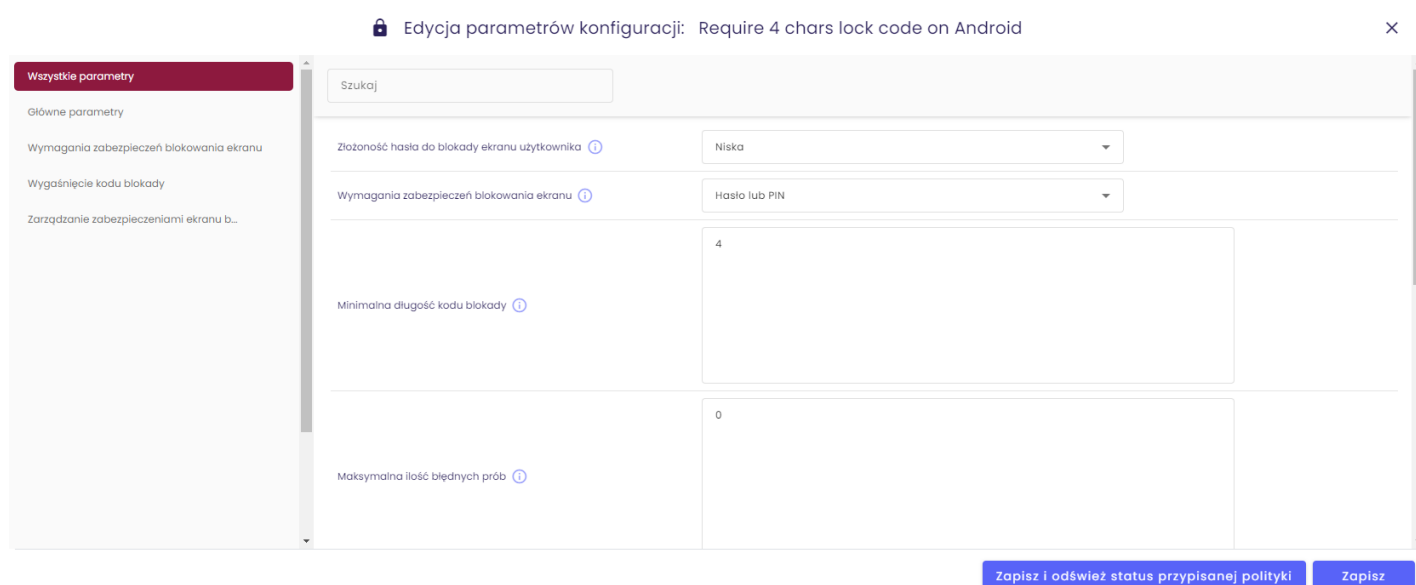 Edycja parametrów konfiguracji: Require 4 chars lock code on Android
Wszystkie parametry
Główne parametry
Wymagania zabezpieczeń blokowania ekranu
Wygaśnięcie kodu blokady
Zarządzanie zabezpieczeniami ekranu b...
Szukaj
Złożoność hasła do blokady ekranu użytkownika
Niska
Wymagania zabezpieczeń blokowania ekranu
Hasło lub PIN
Minimalna długość kodu blokady
4
Maksymalna ilość błędnych prób
0
Zapisz i odśwież status przypisanej polityki
Zapisz